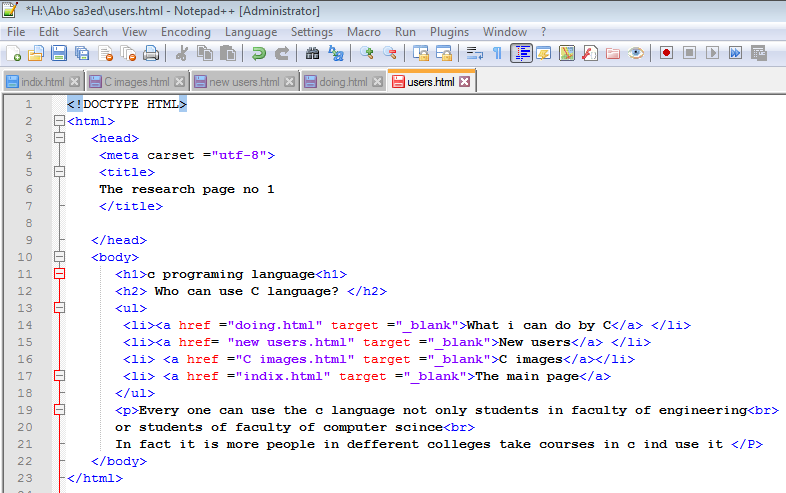 *H:\Abo sa3ed\users.html - Notepad++ [Administrator]
File Edit Search View Encoding Language Settings Macro Run Plugins Window ?
indix.html C images.html new users.html doing.html users.html
1 <!DOCTYPE HTML>
2 <html>
3 <head>
4 <meta carset ="utf-8">
5 <title>
6 The research page no 1
7 </title>
8
9 </head>
10 <body>
11 <h1>c programing language<h1>
12 <h2> Who can use C language? </h2>
13 <ul>
14 <li><a href ="doing.html" target ="_blank">What i can do by C</a> </li>
15 <li><a href= "new users.html" target ="_blank">New users</a> </li>
16 <li> <a href ="C images.html" target ="_blank">C images</a></li>
17 <li> <a href ="indix.html" target ="_blank">The main page</a>
18 </ul>
19 <p>Every one can use the c language not only students in faculty of engineering<br>
20 or students of faculty of computer scince<br>
21 In fact it is more people in defferent colleges take courses in c ind use it </P>
22 </body>
23 </html>